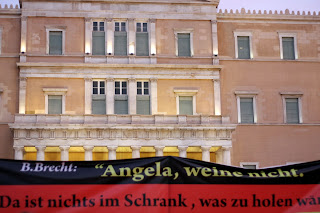 B.Brecht: "Angela, weine nicht,
Da ist nichts im Schrank, was zu holen war